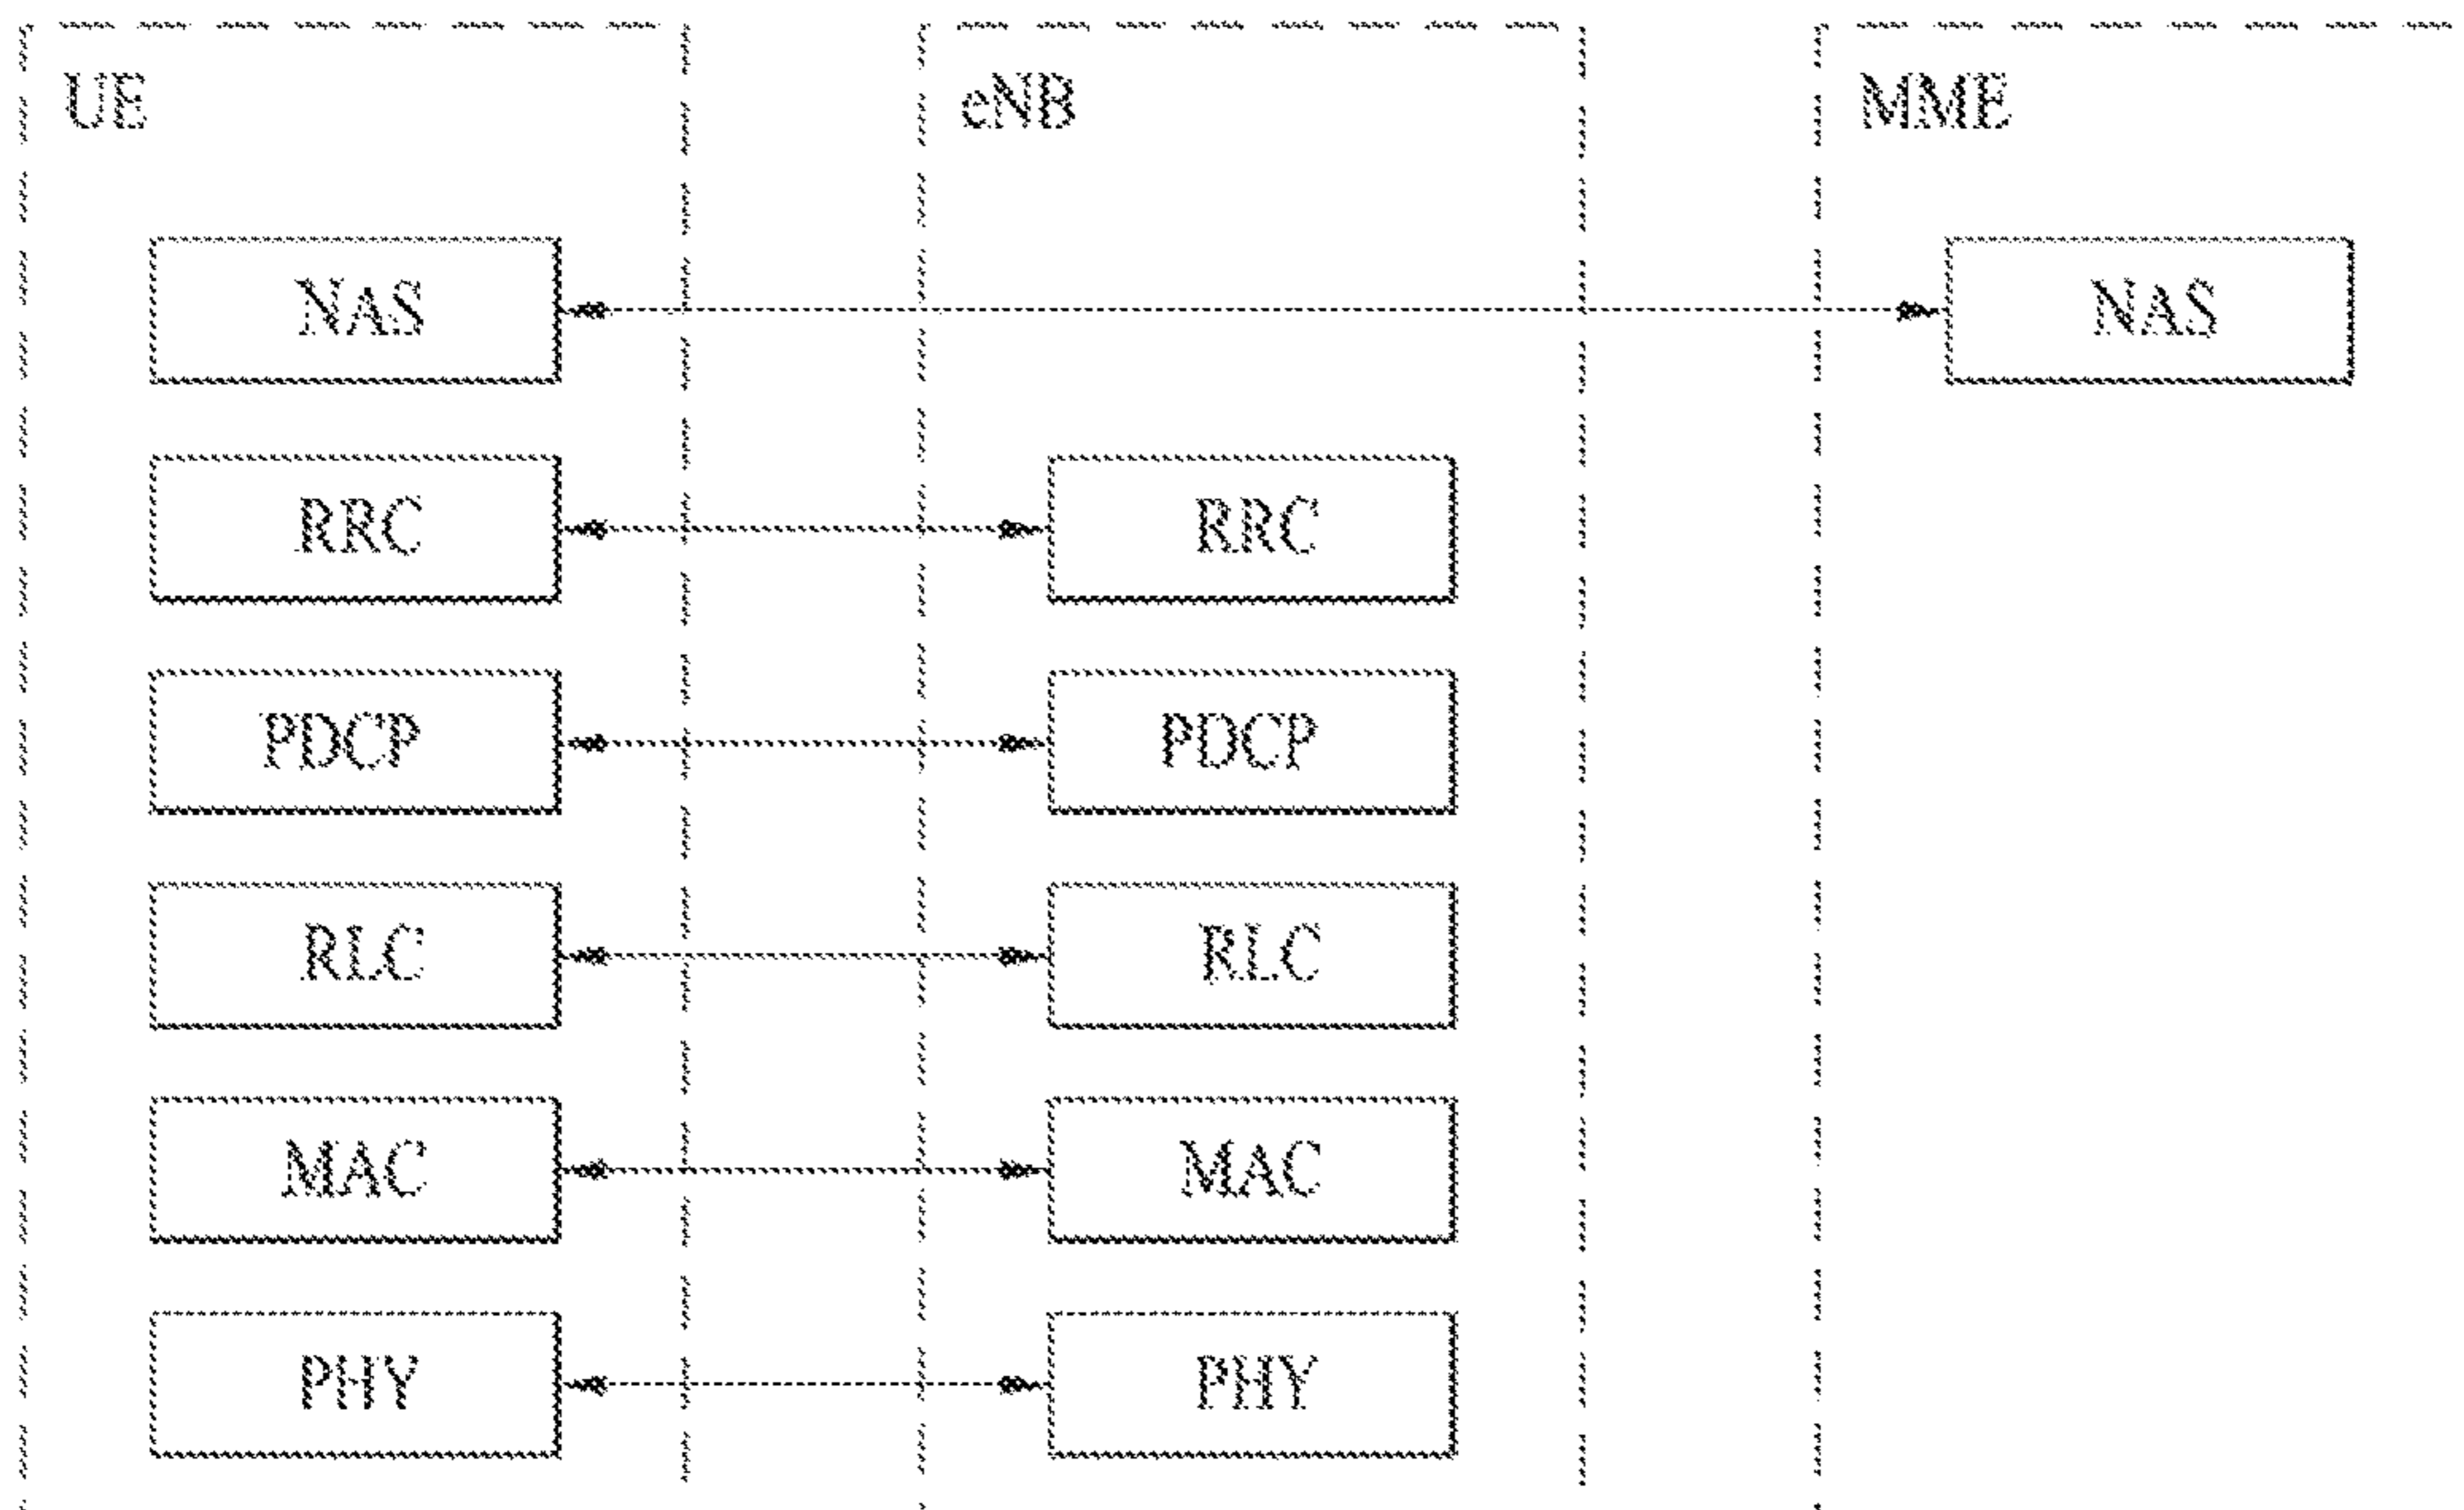 UE eNB MME
NAS NAS
RRC RRC
PDCP PDCP
RLC RLC
MAC MAC
PHY PHY